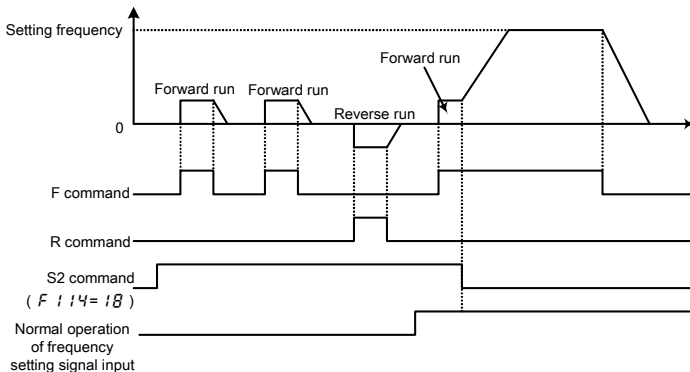 Setting frequency
Forward run
Forward run
Forward run
Reverse run
0
F command
R command
S2 command
( F 114= 18 )
Normal operation
of frequency
setting signal input